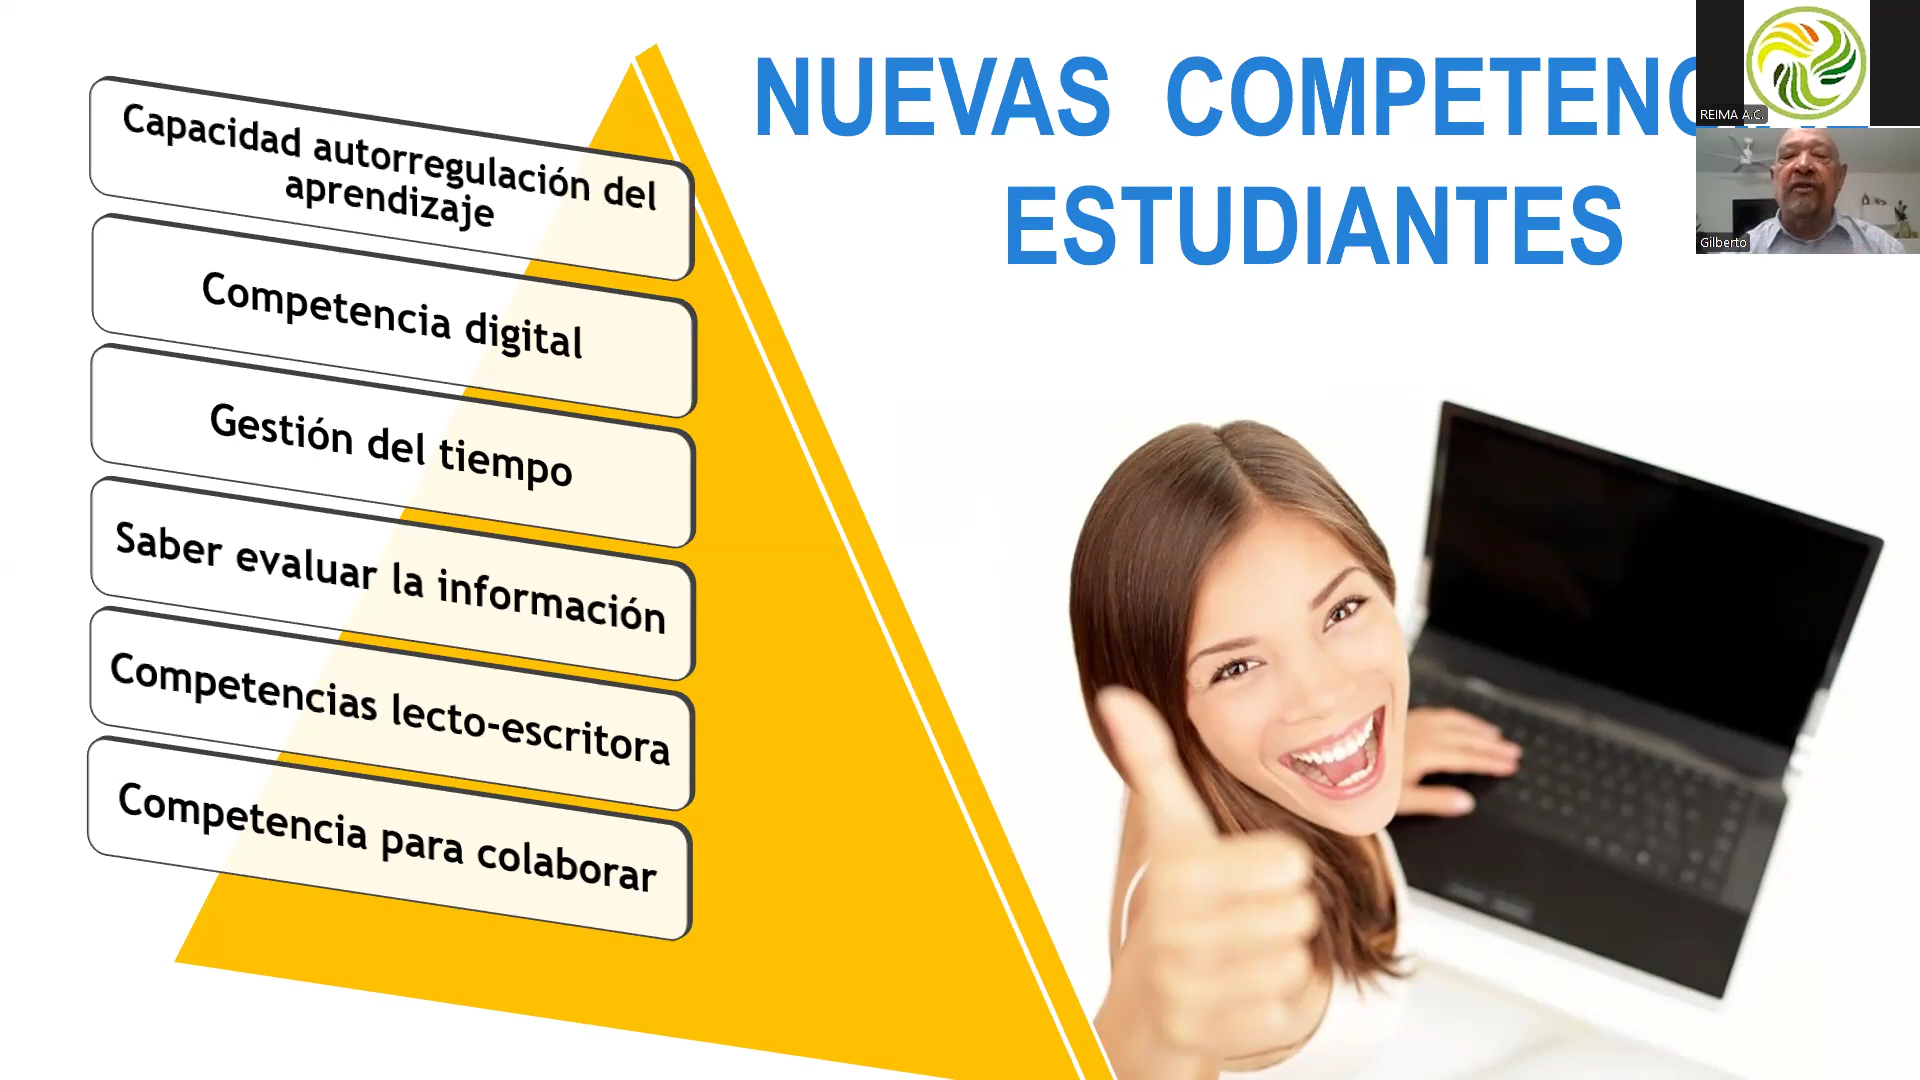 NUEVAS COMPETENC
ESTUDIANTES
Capacidad autorregulación del
aprendizaje
Competencia digital
Gestión del tiempo
Saber evaluar la información
Competencias lecto-escritora
Competencia para colaborar
REIMA A.C.
Gilberto